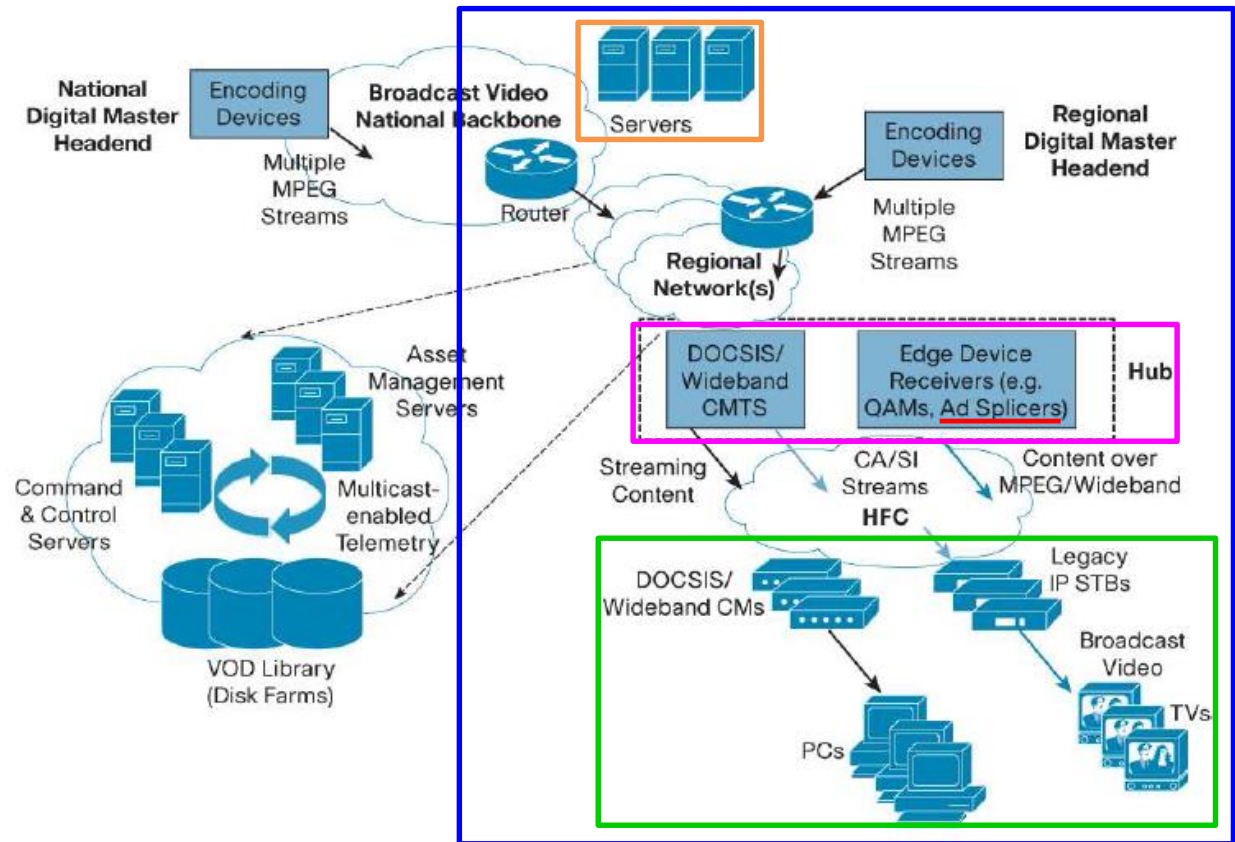 National
Digital Master
Headend
Encoding
Devices
Multiple
MPEG
Streams
Broadcast Video
National Backbone
Servers
Router
Encoding
Devices
Regional
Digital Master
Headend
Multiple
MPEG
Streams
Regional
Network(s)
Asset
Management
Servers
Command
& Control
Servers
Multicast-
enabled
Telemetry
VOD Library
(Disk Farms)
DOCSIS/
Wideband
CMTS
Edge Device
Receivers (e.g.
QAMs, Ad Splicers)
Hub
Streaming
Content
CA/SI
Streams
HFC
Content over
MPEG/Wideband
DOCSIS/
Wideband CMs
Legacy
IP STBs
Broadcast
Video
TVs
PCs